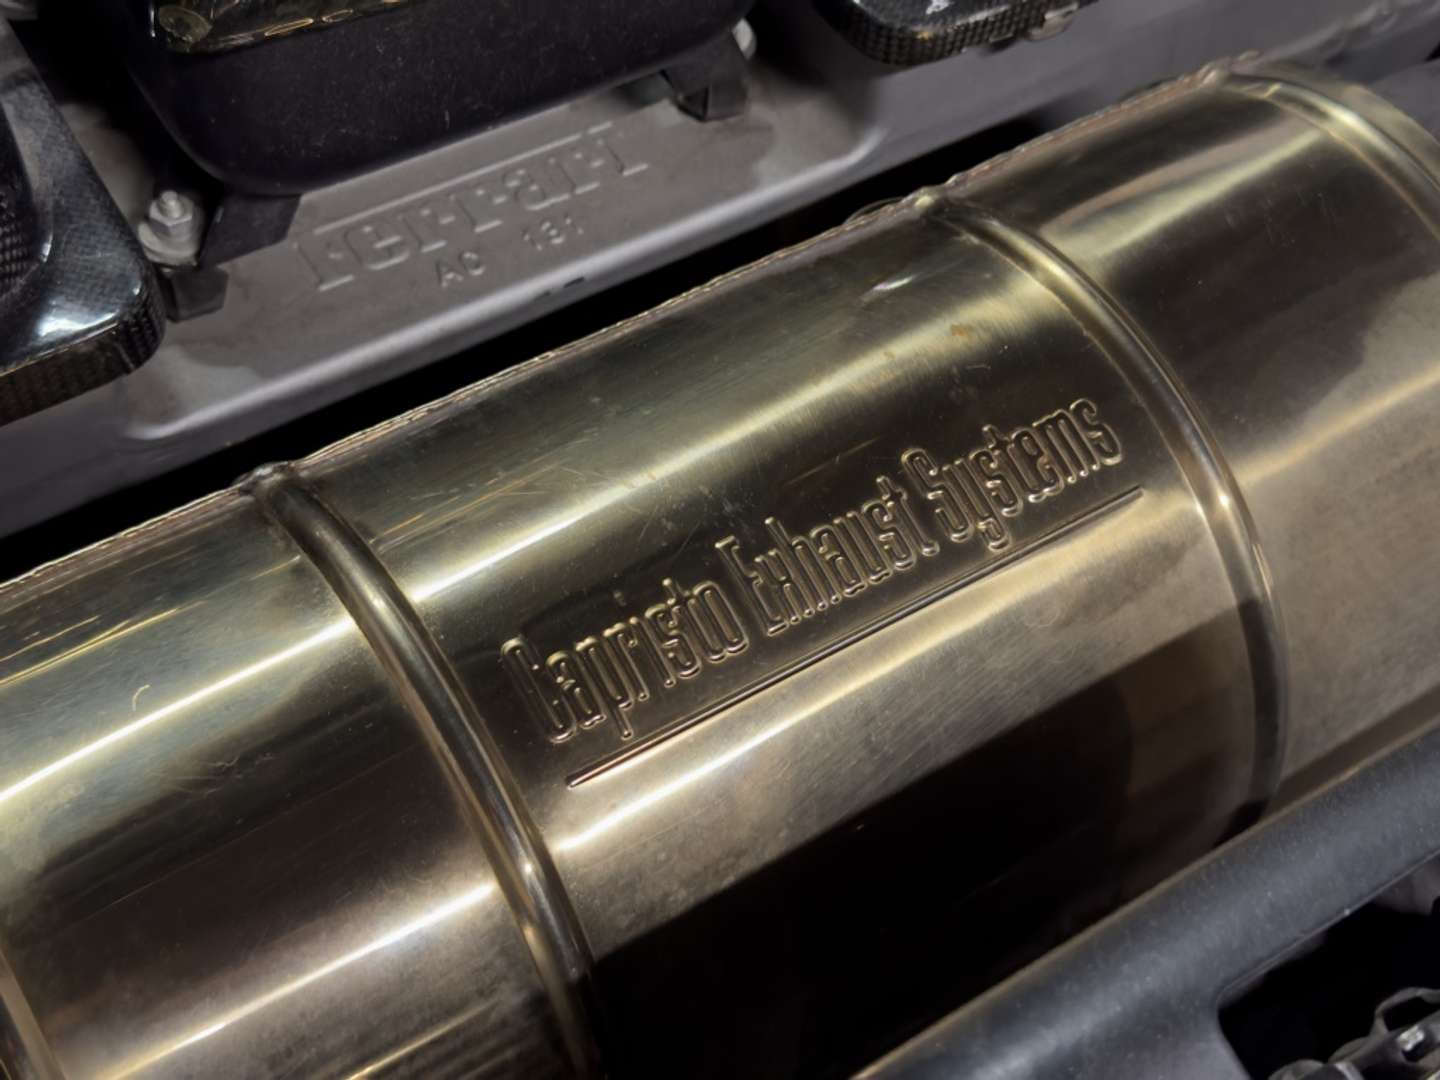 Ferrari
AC 131
Capristo Exhaust Systems